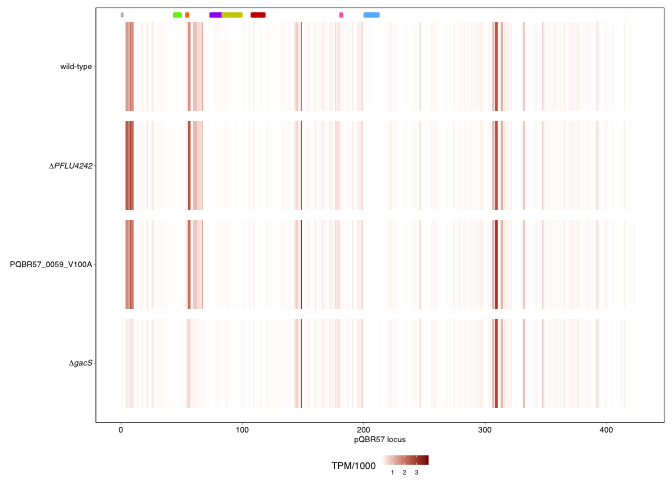 wild-type
ΔPFLU4242
PQBR57_0059_V100A
ΔgacS
0 100 200 300 400
pQBR57 locus
TPM/1000
1 2 3